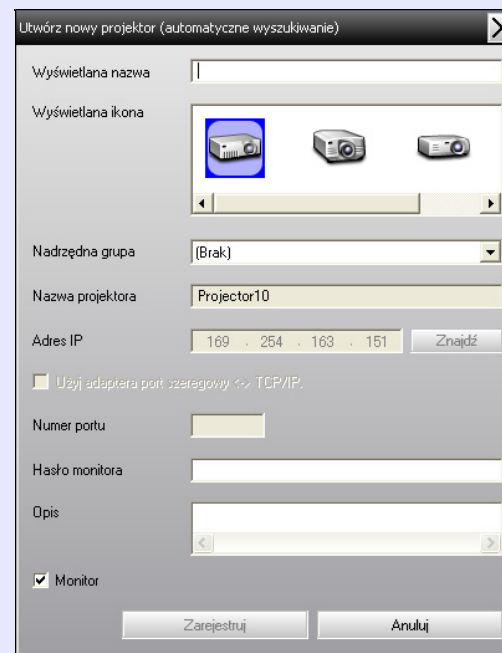 Utwórz nowy projektor (automatyczne wyszukiwanie)
Wyświetlana nazwa
Wyświetlana ikona
Nadrzędna grupa (Brak)
Nazwa projektora Projector10
Adres IP 169 . 254 . 163 . 151 Znajdź
Użyj adaptera port szeregowy <-> TCP/IP.
Numer portu
Hasło monitora
Opis
Monitor
Zarejestruj Anuluj